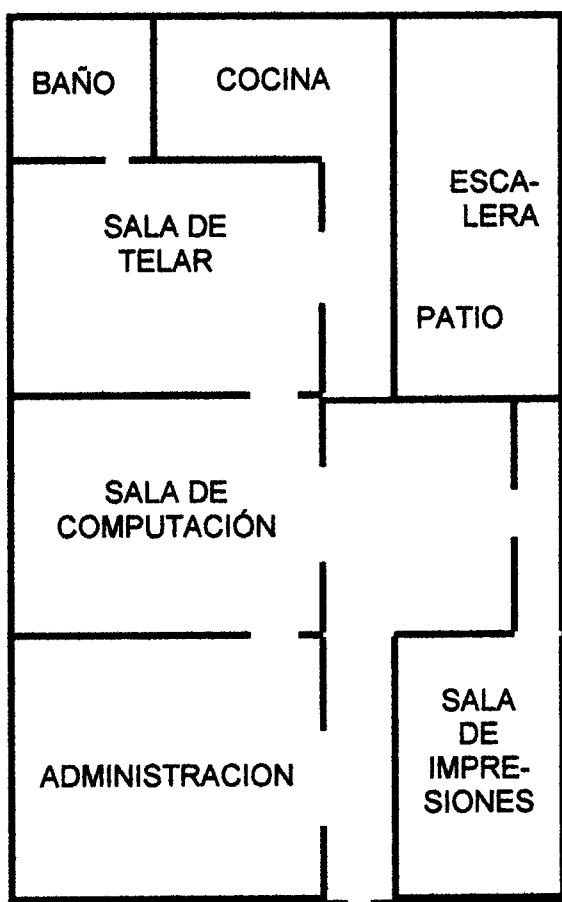 BAÑO
COCINA
ESCA-
LERA
SALA DE
TELAR
PATIO
SALA DE
COMPUTACIÓN
ADMINISTRACION
SALA
DE
IMPRE-
SIONES